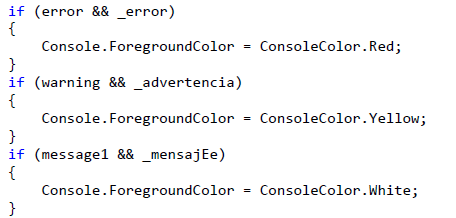 if (error && _error)
{
    Console.ForegroundColor = ConsoleColor.Red;
}
if (warning && _advertencia)
{
    Console.ForegroundColor = ConsoleColor.Yellow;
}
if (message1 && _mensajEe)
{
    Console.ForegroundColor = ConsoleColor.White;
}